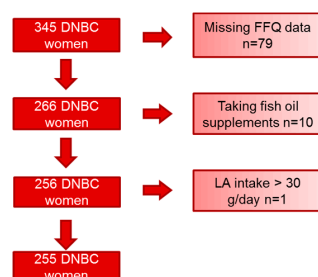 345 DNBC
women
Missing FFQ data
n=79
266 DNBC
women
Taking fish oil
supplements n=10
256 DNBC
women
LA intake > 30
g/day n=1
255 DNBC
women